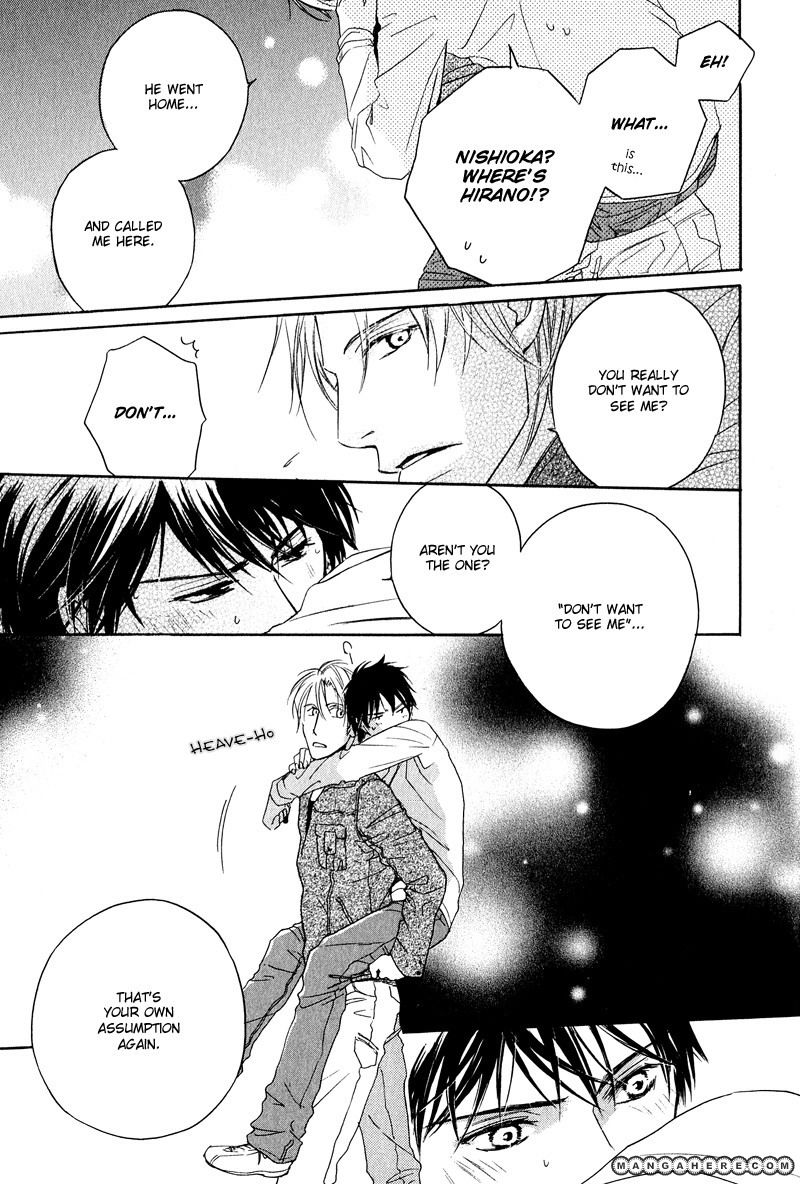 EH!
WHAT...
is
this...
NISHIOKA?
WHERE'S
HIRANO!?
HE WENT
HOME...
AND CALLED
ME HERE.
YOU REALLY
DON'T WANT TO
SEE ME?
DON'T...
"DON'T WANT
TO SEE ME"...
AREN'T YOU
THE ONE?
HEAVE-HO
THAT'S
YOUR OWN
ASSUMPTION
AGAIN.
MANGAHERE.COM